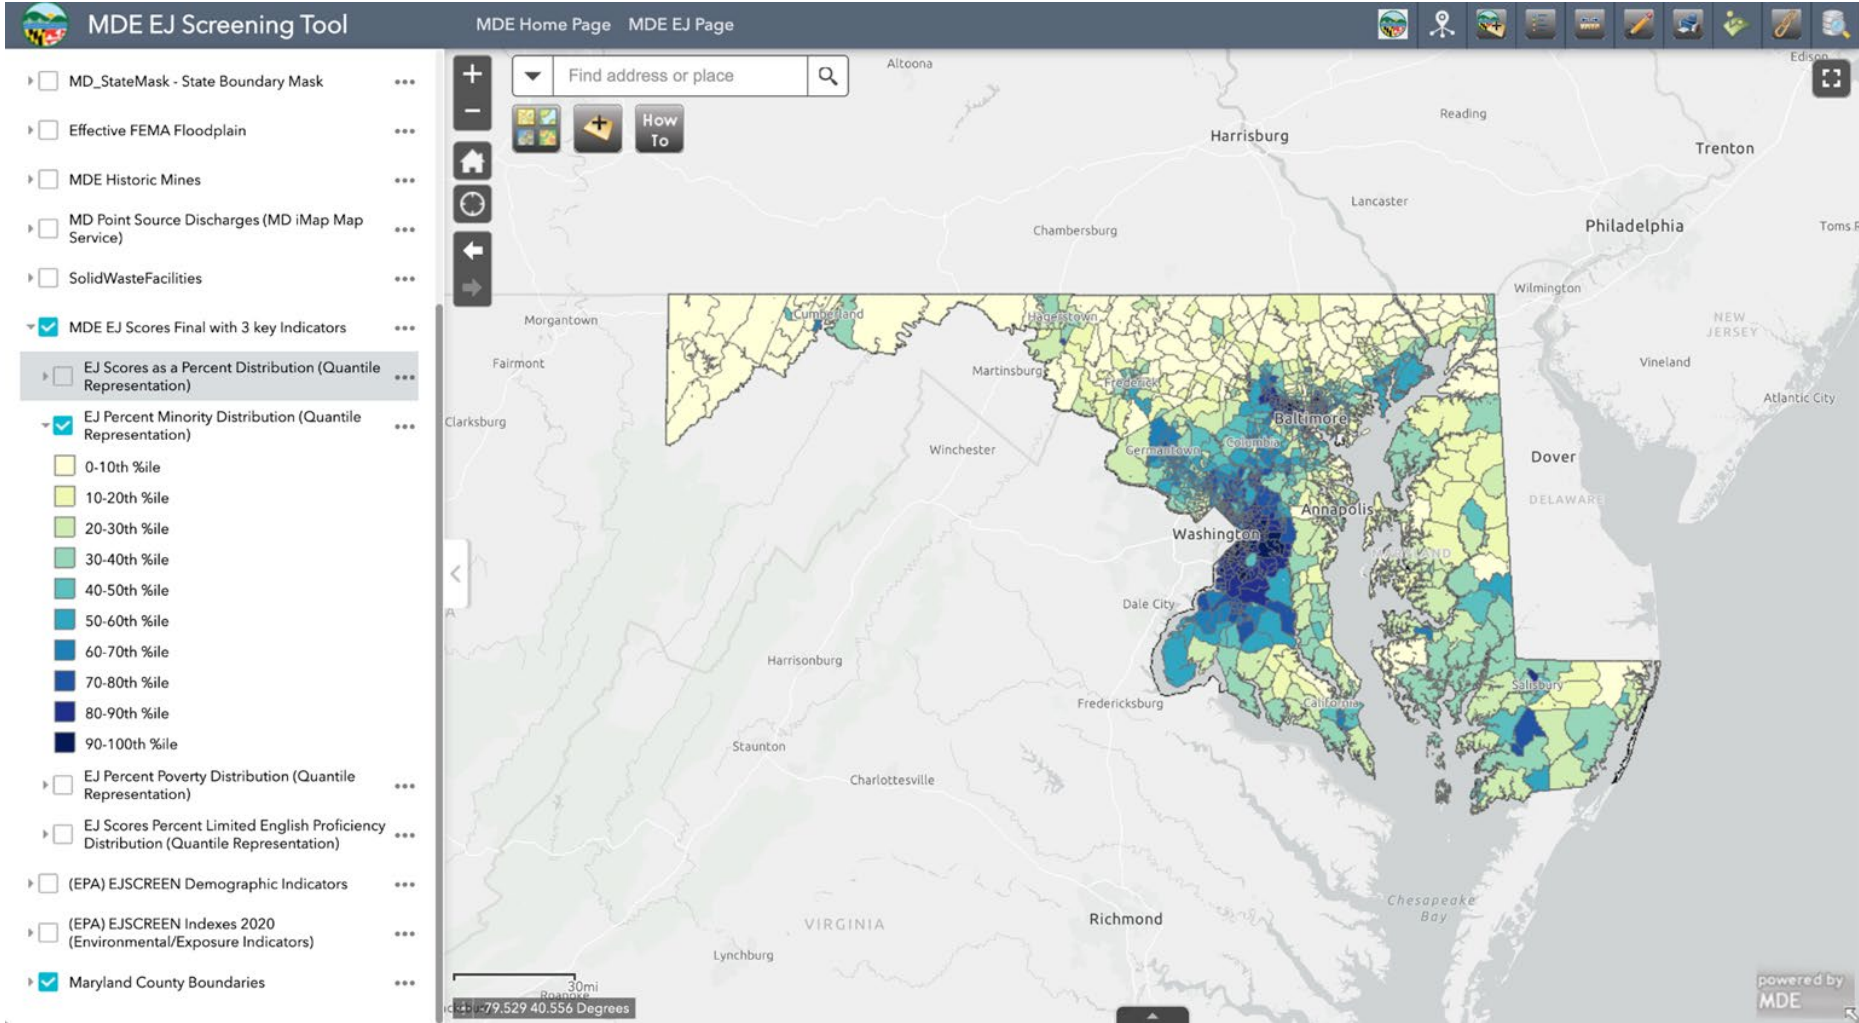 MDE EJ Screening Tool
MDE Home Page
MDE EJ Page
MD_StateMask - State Boundary Mask
Effective FEMA Floodplain
MDE Historic Mines
MD Point Source Discharges (MD iMap Map
Service)
SolidWasteFacilities
MDE EJ Scores Final with 3 key Indicators
EJ Scores as a Percent Distribution (Quantile
Representation)
EJ Percent Minority Distribution (Quantile
Representation)
0-10th %ile
10-20th %ile
20-30th %ile
30-40th %ile
40-50th %ile
50-60th %ile
60-70th %ile
70-80th %ile
80-90th %ile
90-100th %ile
EJ Percent Poverty Distribution (Quantile
Representation)
EJ Scores Percent Limited English Proficiency
Distribution (Quantile Representation)
(EPA) EJSCREEN Demographic Indicators
(EPA) EJSCREEN Indexes 2020
(Environmental/Exposure Indicators)
Maryland County Boundaries
Find address or place
How
To
Altoona
Edison
Harrisburg
Reading
Trenton
Lancaster
Philadelphia
Toms R
Chambersburg
Wilmington
Morgantown
Cumberland
Hagerstown
NEW
JERSEY
Fairmont
Martinsburg
Frederick
Vineland
Atlantic City
Clarksburg
Baltimore
Winchester
Germantown
Columbia
Dover
DELAWARE
Annapolis
Washington
MARYLAND
Dale City
Harrisonburg
Salisbury
Fredericksburg
California
Staunton
Charlottesville
Chesapeake
Bay
Richmond
VIRGINIA
Lynchburg
30mi
Roanoke
-79.529 40.556 Degrees
powered by
MDE